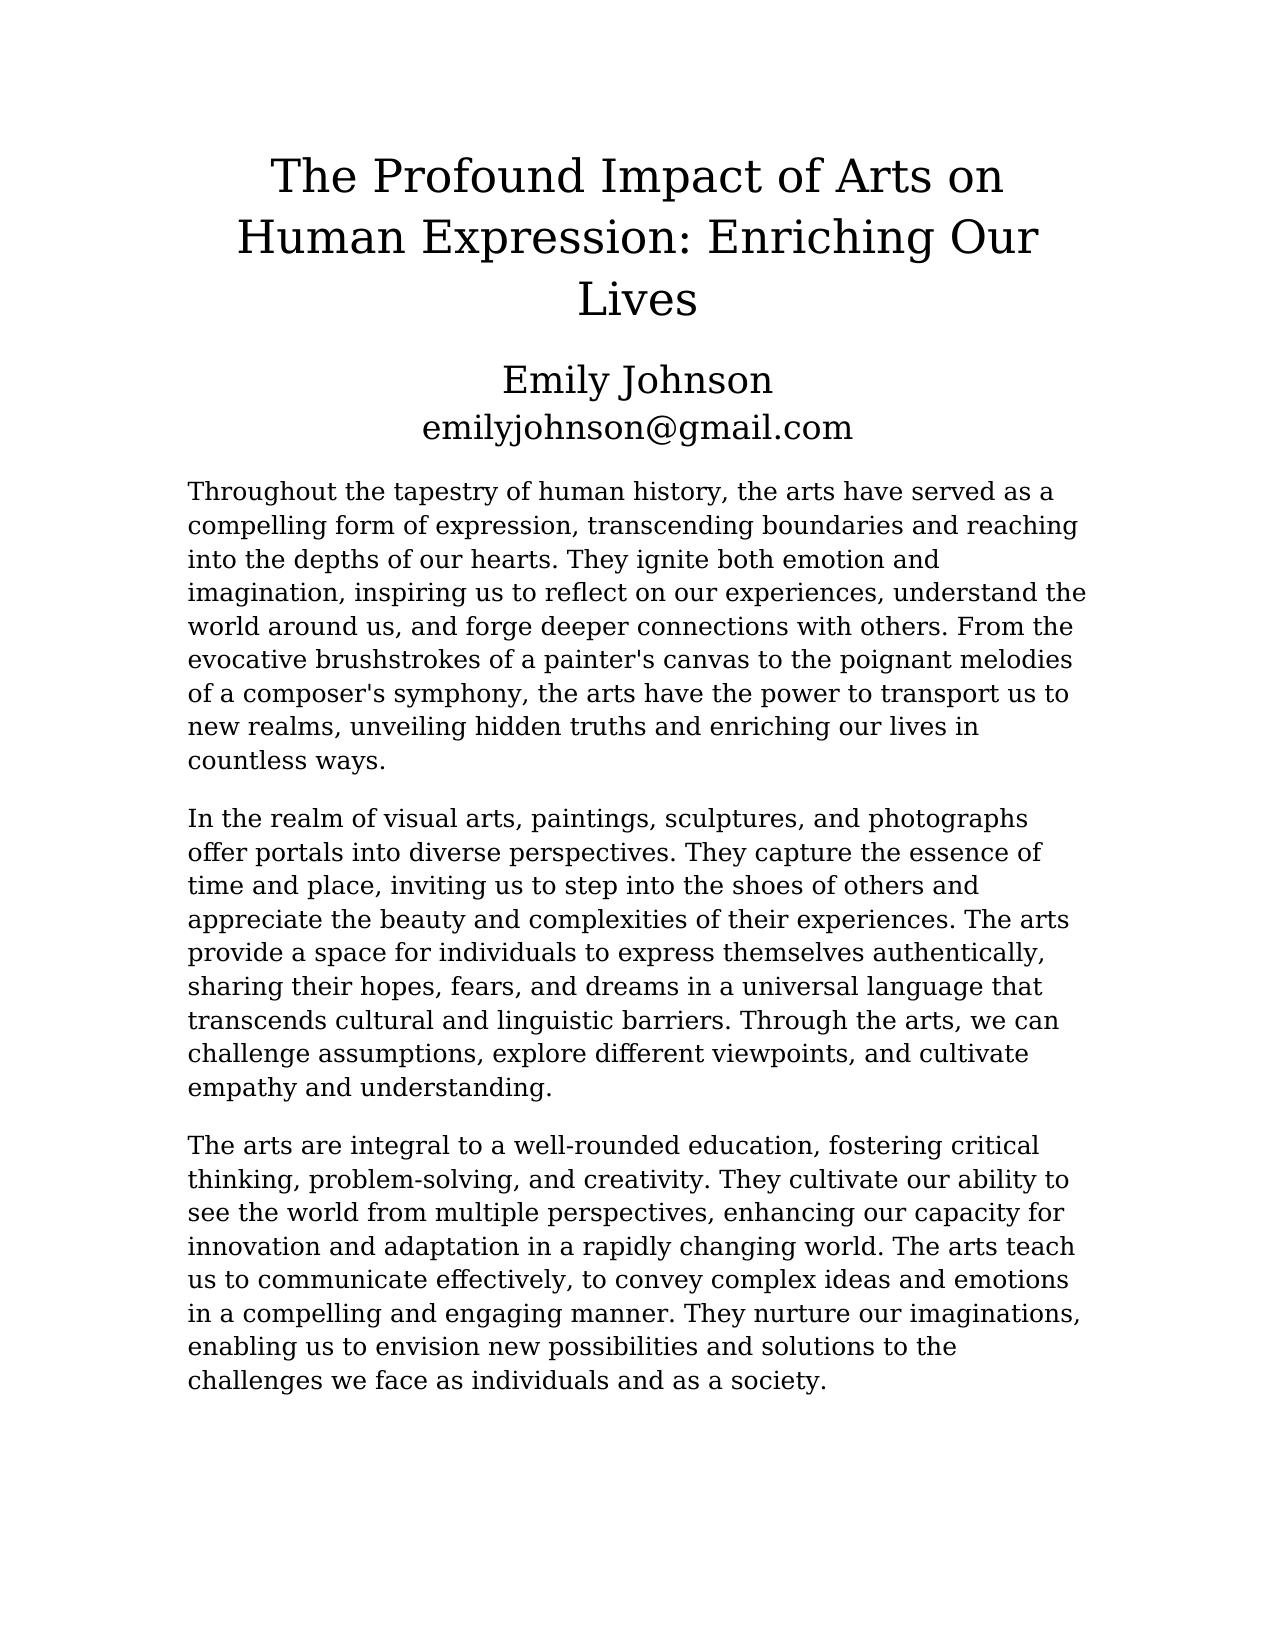 The Profound Impact of Arts on
Human Expression: Enriching Our
Lives
Emily Johnson
emilyjohnson@gmail.com
Throughout the tapestry of human history, the arts have served as a
compelling form of expression, transcending boundaries and reaching
into the depths of our hearts. They ignite both emotion and
imagination, inspiring us to reflect on our experiences, understand the
world around us, and forge deeper connections with others. From the
evocative brushstrokes of a painter's canvas to the poignant melodies
of a composer's symphony, the arts have the power to transport us to
new realms, unveiling hidden truths and enriching our lives in
countless ways.
In the realm of visual arts, paintings, sculptures, and photographs
offer portals into diverse perspectives. They capture the essence of
time and place, inviting us to step into the shoes of others and
appreciate the beauty and complexities of their experiences. The arts
provide a space for individuals to express themselves authentically,
sharing their hopes, fears, and dreams in a universal language that
transcends cultural and linguistic barriers. Through the arts, we can
challenge assumptions, explore different viewpoints, and cultivate
empathy and understanding.
The arts are integral to a well-rounded education, fostering critical
thinking, problem-solving, and creativity. They cultivate our ability to
see the world from multiple perspectives, enhancing our capacity for
innovation and adaptation in a rapidly changing world. The arts teach
us to communicate effectively, to convey complex ideas and emotions
in a compelling and engaging manner. They nurture our imaginations,
enabling us to envision new possibilities and solutions to the
challenges we face as individuals and as a society.